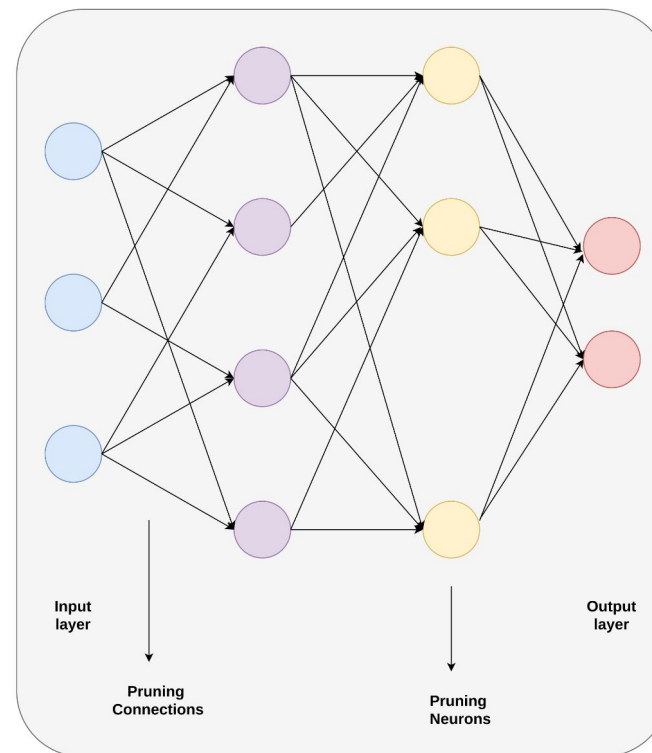 Input
layer
Output
layer
Pruning
Connections
Pruning
Neurons